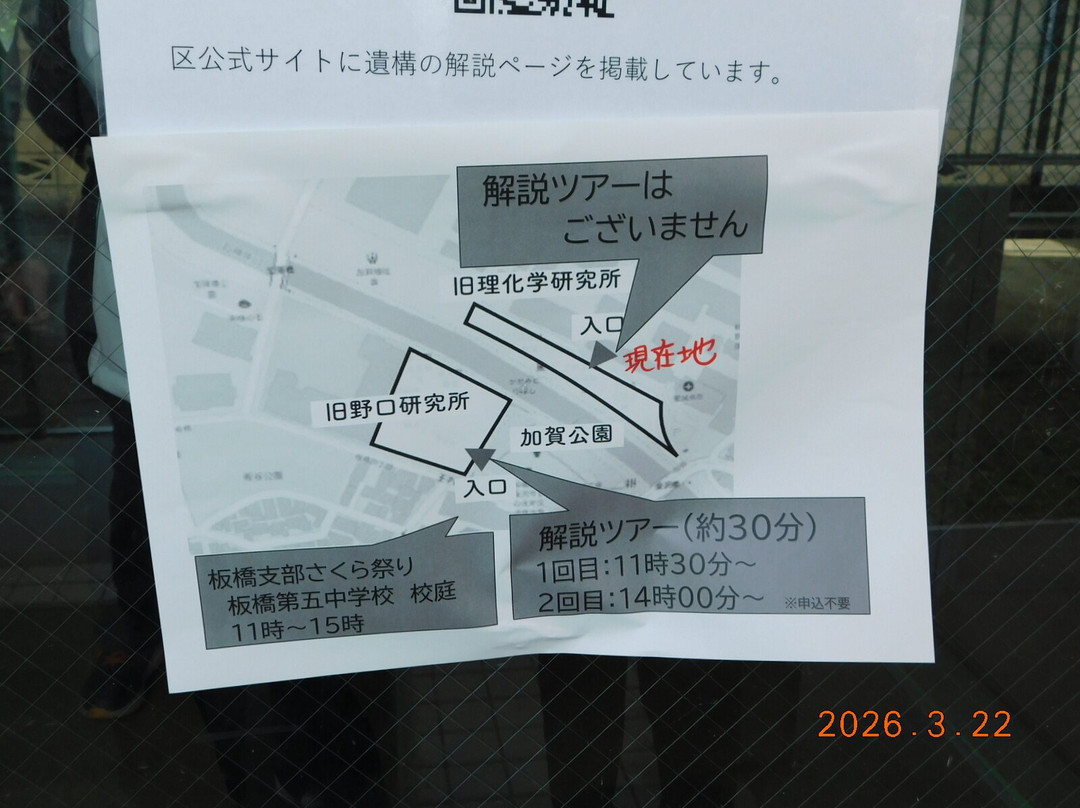 区公式サイトに遺構の解説ページを掲載しています。
解説ツアーは
ございません
旧理化学研究所
入口
現在地
旧野口研究所
加賀公園
入口
解説ツアー(約30分)
1回目:11時30分～
2回目:14時00分～ ※申込不要
板橋支部さくら祭り
板橋第五中学校 校庭
11時～15時
2026.3.22